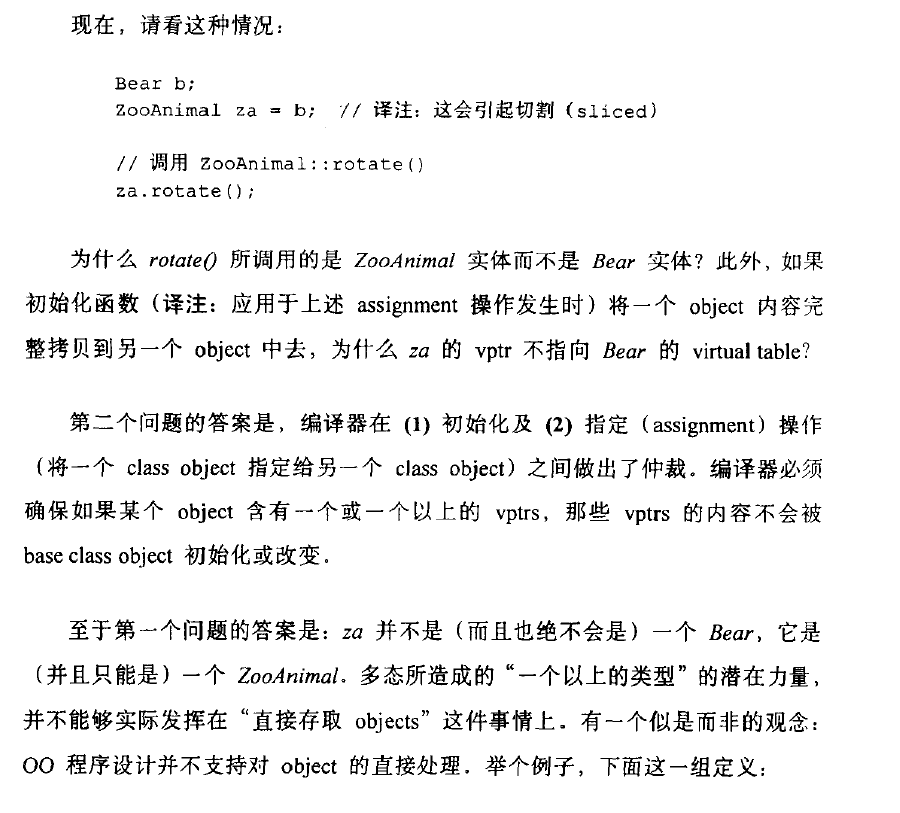 现在，请看这种情况：
Bear b;
ZooAnimal za = b;  // 译注：这会引起切割（sliced）
// 调用 ZooAnimal::rotate()
za.rotate();
为什么 rotate() 所调用的是 ZooAnimal 实体而不是 Bear 实体？此外，如果
初始化函数（译注：应用于上述 assignment 操作发生时）将一个 object 内容完
整拷贝到另一个 object 中去，为什么 za 的 vptr 不指向 Bear 的 virtual table？
第二个问题的答案是，编译器在 (1) 初始化及 (2) 指定（assignment）操作
（将一个 class object 指定给另一个 class object）之间做出了仲裁。编译器必须
确保如果某个 object 含有一个或一个以上的 vptrs，那些 vptrs 的内容不会被
base class object 初始化或改变。
至于第一个问题的答案是：za 并不是（而且也绝不会是）一个 Bear，它是
（并且只能是）一个 ZooAnimal。多态所造成的“一个以上的类型”的潜在力量，
并不能够实际发挥在“直接存取 objects”这件事情上。有一个似是而非的观念：
OO 程序设计并不支持对 object 的直接处理。举个例子，下面这一组定义：